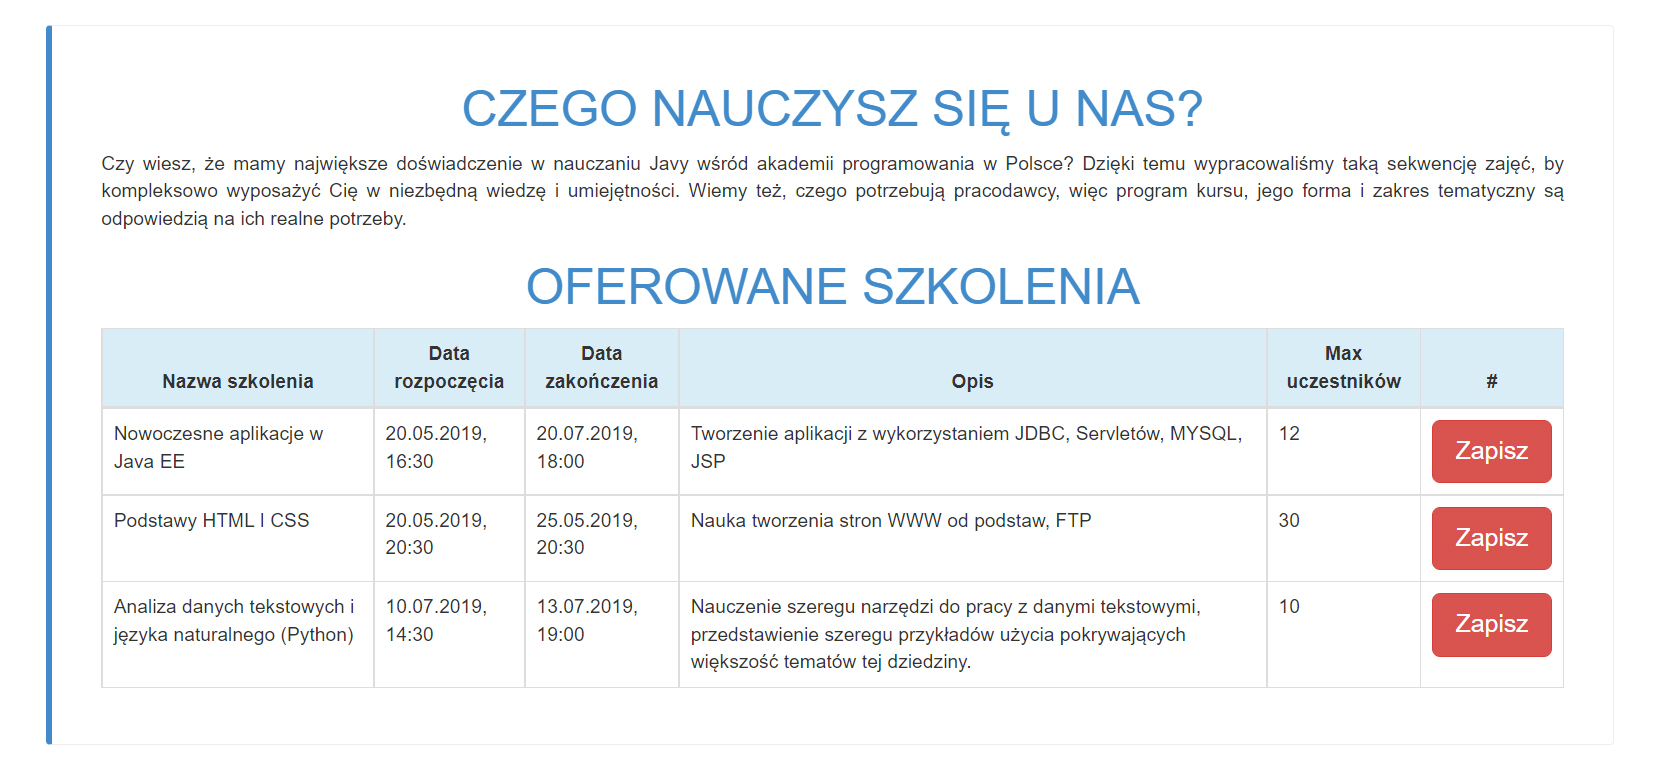 CZEGO NAUCZYSZ SIĘ U NAS?
Czy wiesz, że mamy największe doświadczenie w nauczaniu Javy wśród akademii programowania w Polsce? Dzięki temu wypracowaliśmy taką sekwencję zajęć, by
kompleksowo wyposażyć Cię w niezbędną wiedzę i umiejętności. Wiemy też, czego potrzebują pracodawcy, więc program kursu, jego forma i zakres tematyczny są
odpowiedzią na ich realne potrzeby.
OFEROWANE SZKOLENIA
Nazwa szkolenia
Data
rozpoczęcia
Data
zakończenia
Opis
Max
uczestników
#
Nowoczesne aplikacje w
Java EE
20.05.2019,
16:30
20.07.2019,
18:00
Tworzenie aplikacji z wykorzystaniem JDBC, Servletów, MYSQL,
JSP
12
Zapisz
Podstawy HTML I CSS
20.05.2019,
20:30
25.05.2019,
20:30
Nauka tworzenia stron WWW od podstaw, FTP
30
Zapisz
Analiza danych tekstowych i
języka naturalnego (Python)
10.07.2019,
14:30
13.07.2019,
19:00
Nauczenie szeregu narzędzi do pracy z danymi tekstowymi,
przedstawienie szeregu przykładów użycia pokrywających
większość tematów tej dziedziny.
10
Zapisz